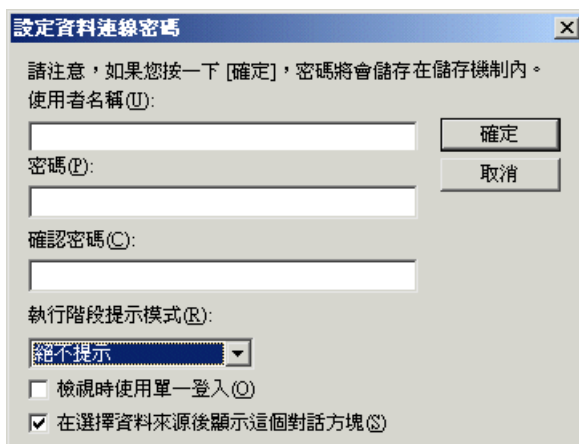 設定資料連線密碼
請注意，如果您按一下 [確定]，密碼將會儲存在儲存機制內。
使用者名稱(U):
確定
密碼(P):
取消
確認密碼(C):
執行階段提示模式(R):
絕不提示
檢視時使用單一登入(O)
在選擇資料來源後顯示這個對話方塊(S)